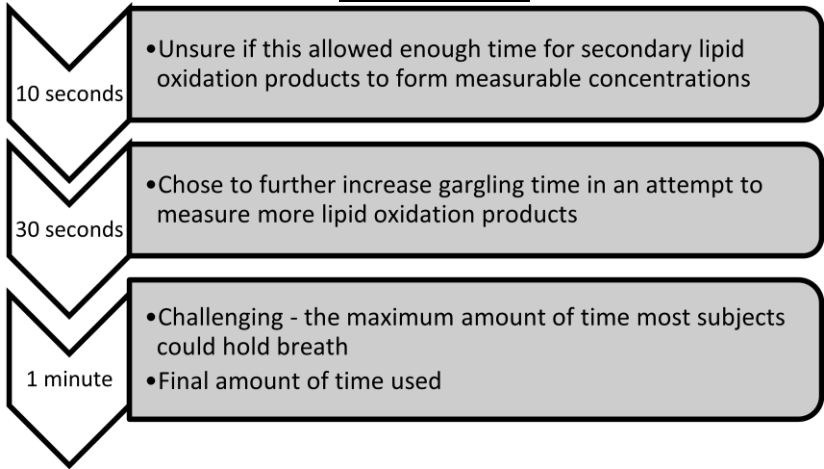 10 seconds
•Unsure if this allowed enough time for secondary lipid
oxidation products to form measurable concentrations
30 seconds
•Chose to further increase gargling time in an attempt to
measure more lipid oxidation products
1 minute
•Challenging - the maximum amount of time most subjects
could hold breath
•Final amount of time used